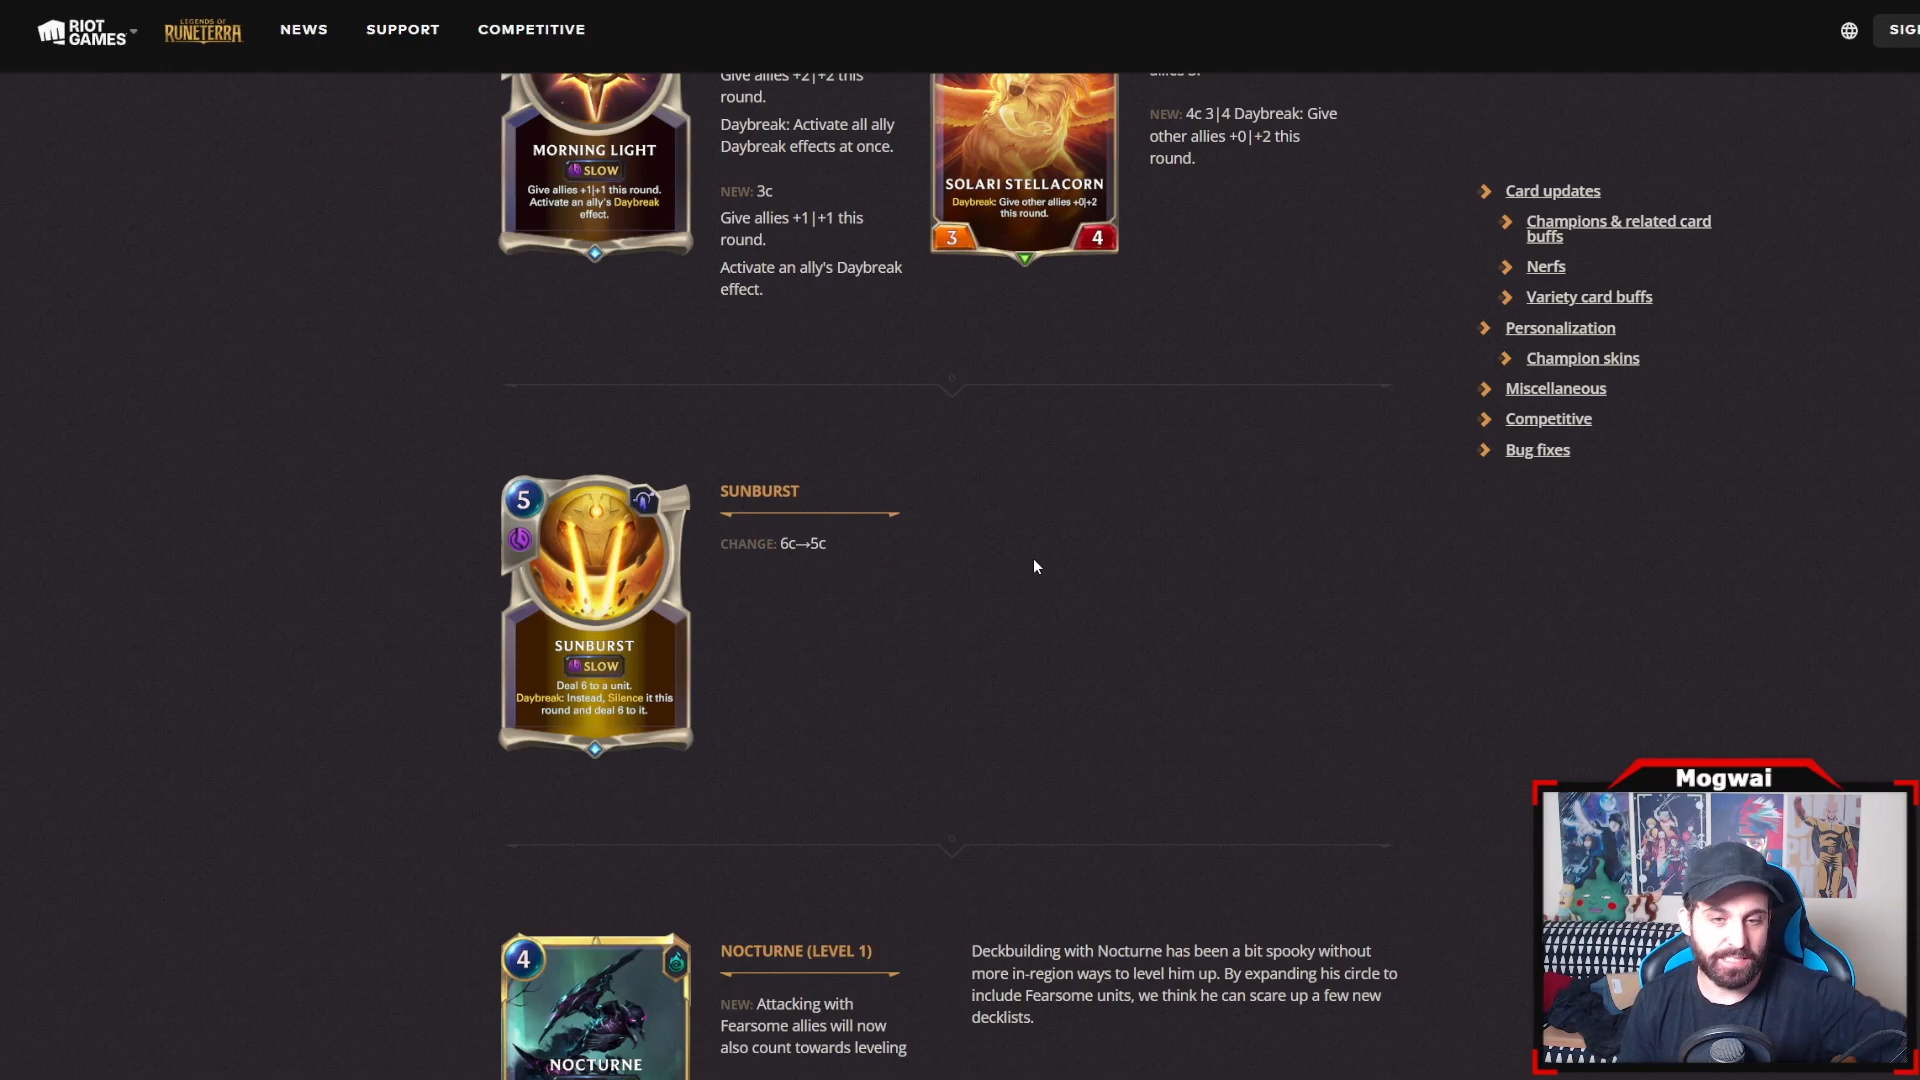 RIOT GAMES
LEGENDS OF RUNETERRA
NEWS
SUPPORT
COMPETITIVE
MORNING LIGHT
SLOW
Give allies +1|+1 this round.
Activate an ally's Daybreak
effect.
Give allies +2|+2 this
round.
Daybreak: Activate all ally
Daybreak effects at once.
NEW: 3c
Give allies +1|+1 this
round.
Activate an ally's Daybreak
effect.
SOLARI STELLACORN
Daybreak: Give other allies +0|+2
this round.
3
4
NEW: 4c 3|4 Daybreak: Give
other allies +0|+2 this
round.
Card updates
Champions & related card
buffs
Nerfs
Variety card buffs
Personalization
Champion skins
Miscellaneous
Competitive
Bug fixes
5
SUNBURST
SLOW
Deal 6 to a unit.
Daybreak: Instead, Silence it this
round and deal 6 to it.
SUNBURST
CHANGE: 6c→5c
4
NOCTURNE
NOCTURNE (LEVEL 1)
NEW: Attacking with
Fearsome allies will now
also count towards leveling
Deckbuilding with Nocturne has been a bit spooky without
more in-region ways to level him up. By expanding his circle to
include Fearsome units, we think he can scare up a few new
decklists.
Mogwai